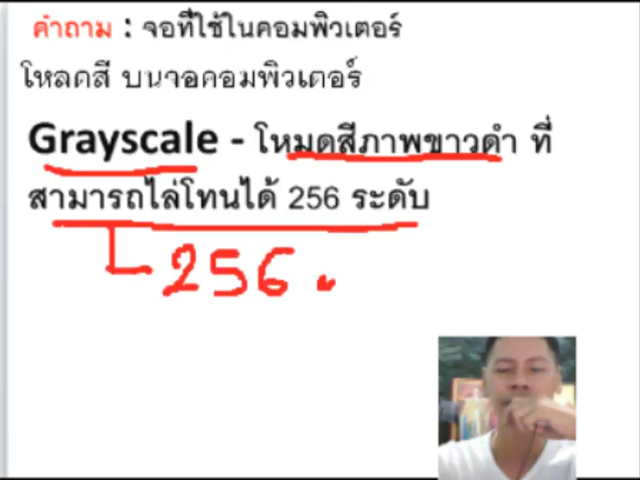 คำถาม : จอที่ใช้ในคอมพิวเตอร์
โหลดสี บนจอคอมพิวเตอร์
Grayscale - โหมดสีภาพขาวดำ ที่
สามารถไล่โทนได้ 256 ระดับ
256